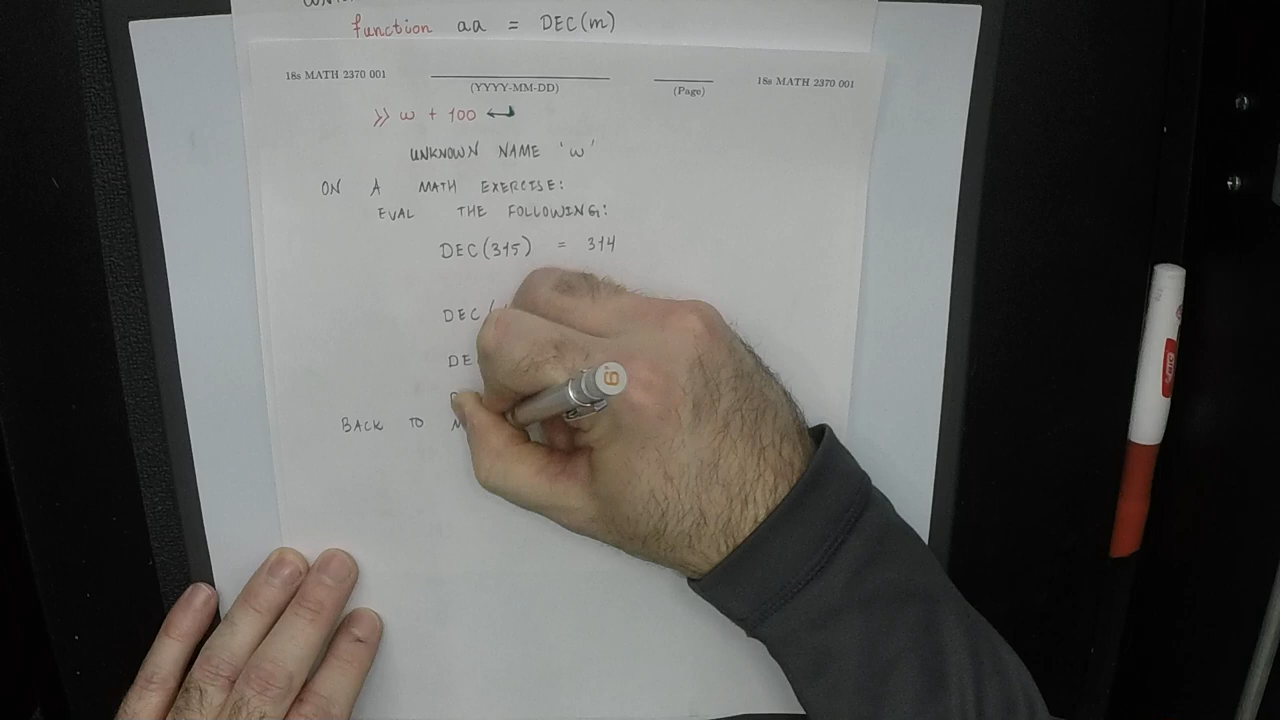 function aa = DEC(m)
18s MATH 2370 001
(YYYY-MM-DD)
(Page)
18s MATH 2370 001
>> w + 100 ↵
UNKNOWN NAME 'w'
ON A MATH EXERCISE:
EVAL THE FOLLOWING:
DEC(315) = 314
DEC(
DE
BACK TO
BIC